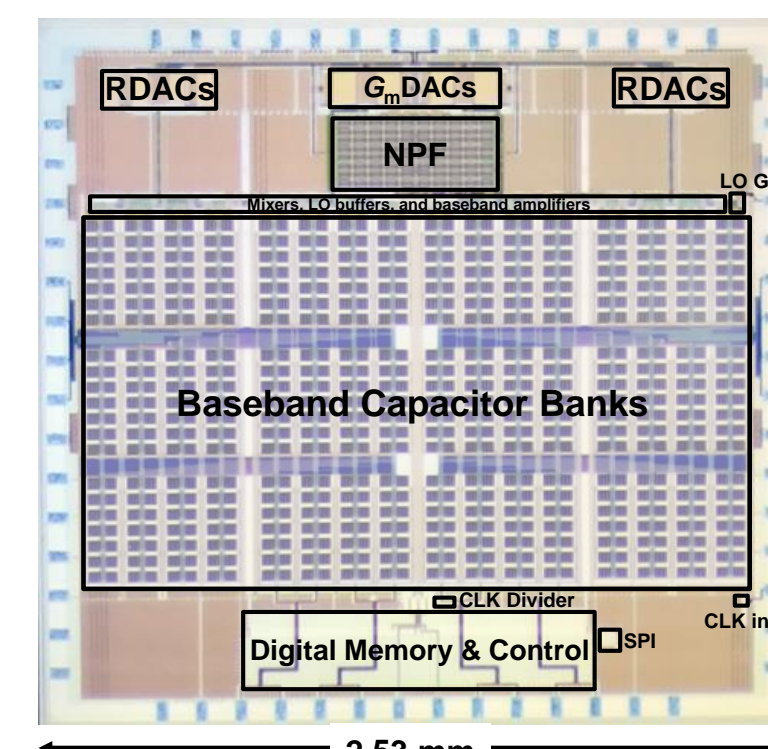 RDACs
GmDACs
RDACs
NPF
LO G
Mixers, LO buffers, and baseband amplifiers
Baseband Capacitor Banks
CLK Divider
CLK in
Digital Memory & Control
SPI
2.53 mm